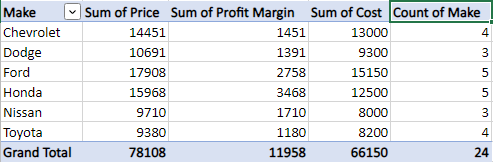 Make Sum of Price Sum of Profit Margin Sum of Cost Count of Make
Chevrolet 14451 1451 13000 4
Dodge 10691 1391 9300 3
Ford 17908 2758 15150 5
Honda 15968 3468 12500 5
Nissan 9710 1710 8000 3
Toyota 9380 1180 8200 4
Grand Total 78108 11958 66150 24